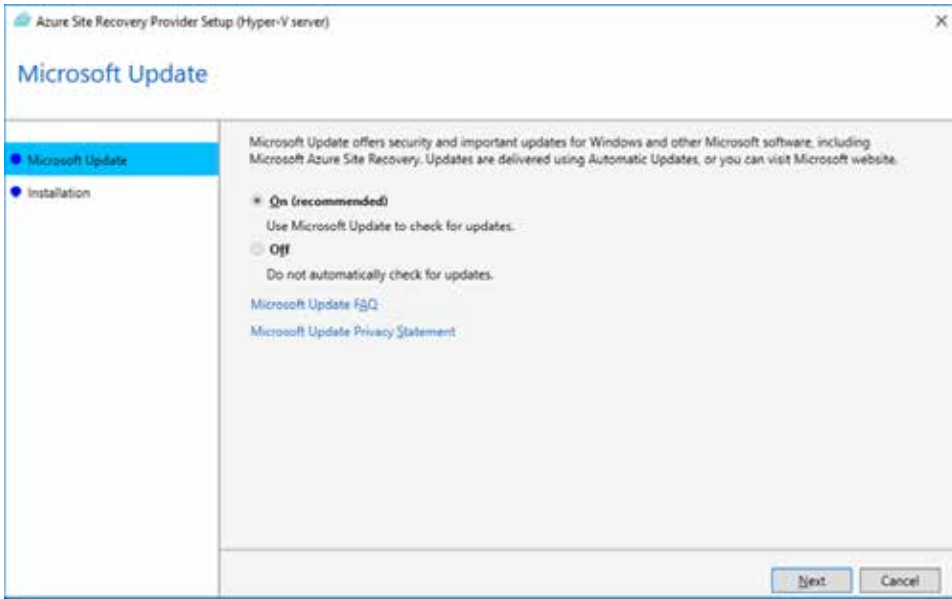 Azure Site Recovery Provider Setup (Hyper-V server)
Microsoft Update
Microsoft Update
Installation
Microsoft Update offers security and important updates for Windows and other Microsoft software, including
Microsoft Azure Site Recovery. Updates are delivered using Automatic Updates, or you can visit Microsoft website.
On (recommended)
Use Microsoft Update to check for updates.
Off
Do not automatically check for updates.
Microsoft Update FAQ
Microsoft Update Privacy Statement
Next Cancel